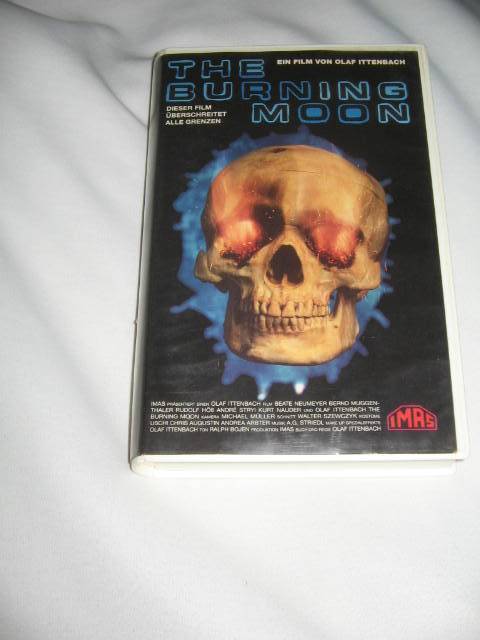 EIN FILM VON OLAF ITTENBACH
THE
BURNING
MOON
DIESER FILM
ÜBERSCHREITET
ALLE GRENZEN
IMAS PRÄSENTIERT EINEN OLAF ITTENBACH FILM BEATE NEUMEYER BERND MUGGEN-
THALER RUDOLF HÖß ANDRÉ STRYI KURT NAUDER UND OLAF ITTENBACH THE
BURNING MOON KAMERA MICHAEL MÜLLER SCHNITT WALTER SZEWCZYK KOSTÜME
USCHI CHRIS AUGUSTIN ANDREA ARBTER MUSIK A.G. STRIEDL MAKE UP SPEZIALEFFEKTE
OLAF ITTENBACH TON RALPH BOJEN PRODUKTION IMAS BUCH UND REGIE OLAF ITTENBACH
IMAS